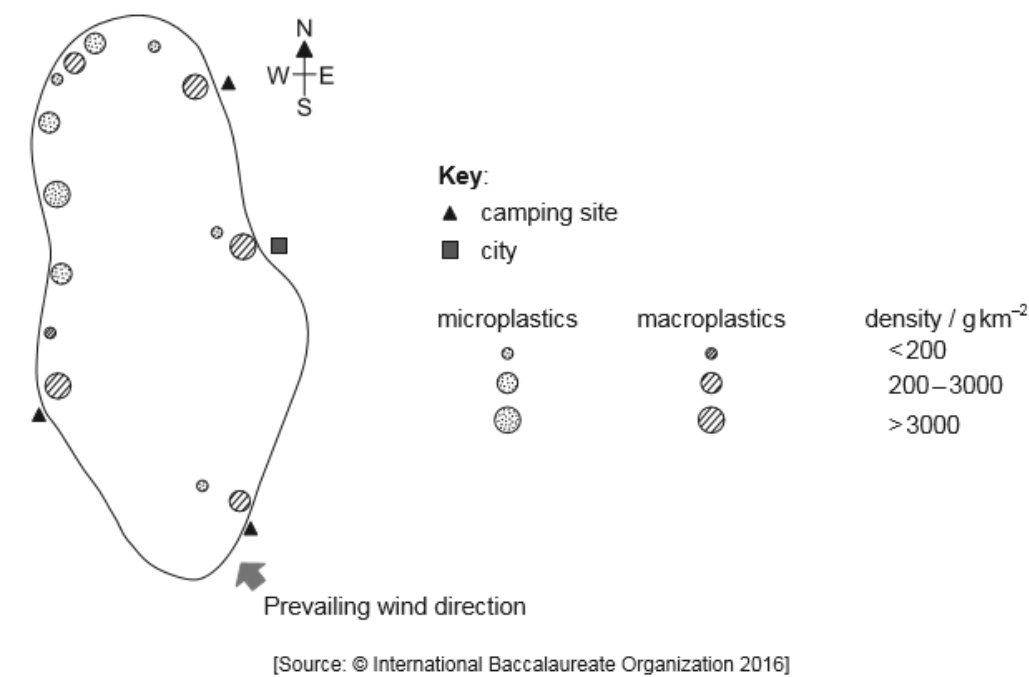 N
W E
S
Key:
camping site
city
microplastics macroplastics density / g km⁻²
<200
200–3000
>3000
Prevailing wind direction
[Source: © International Baccalaureate Organization 2016]